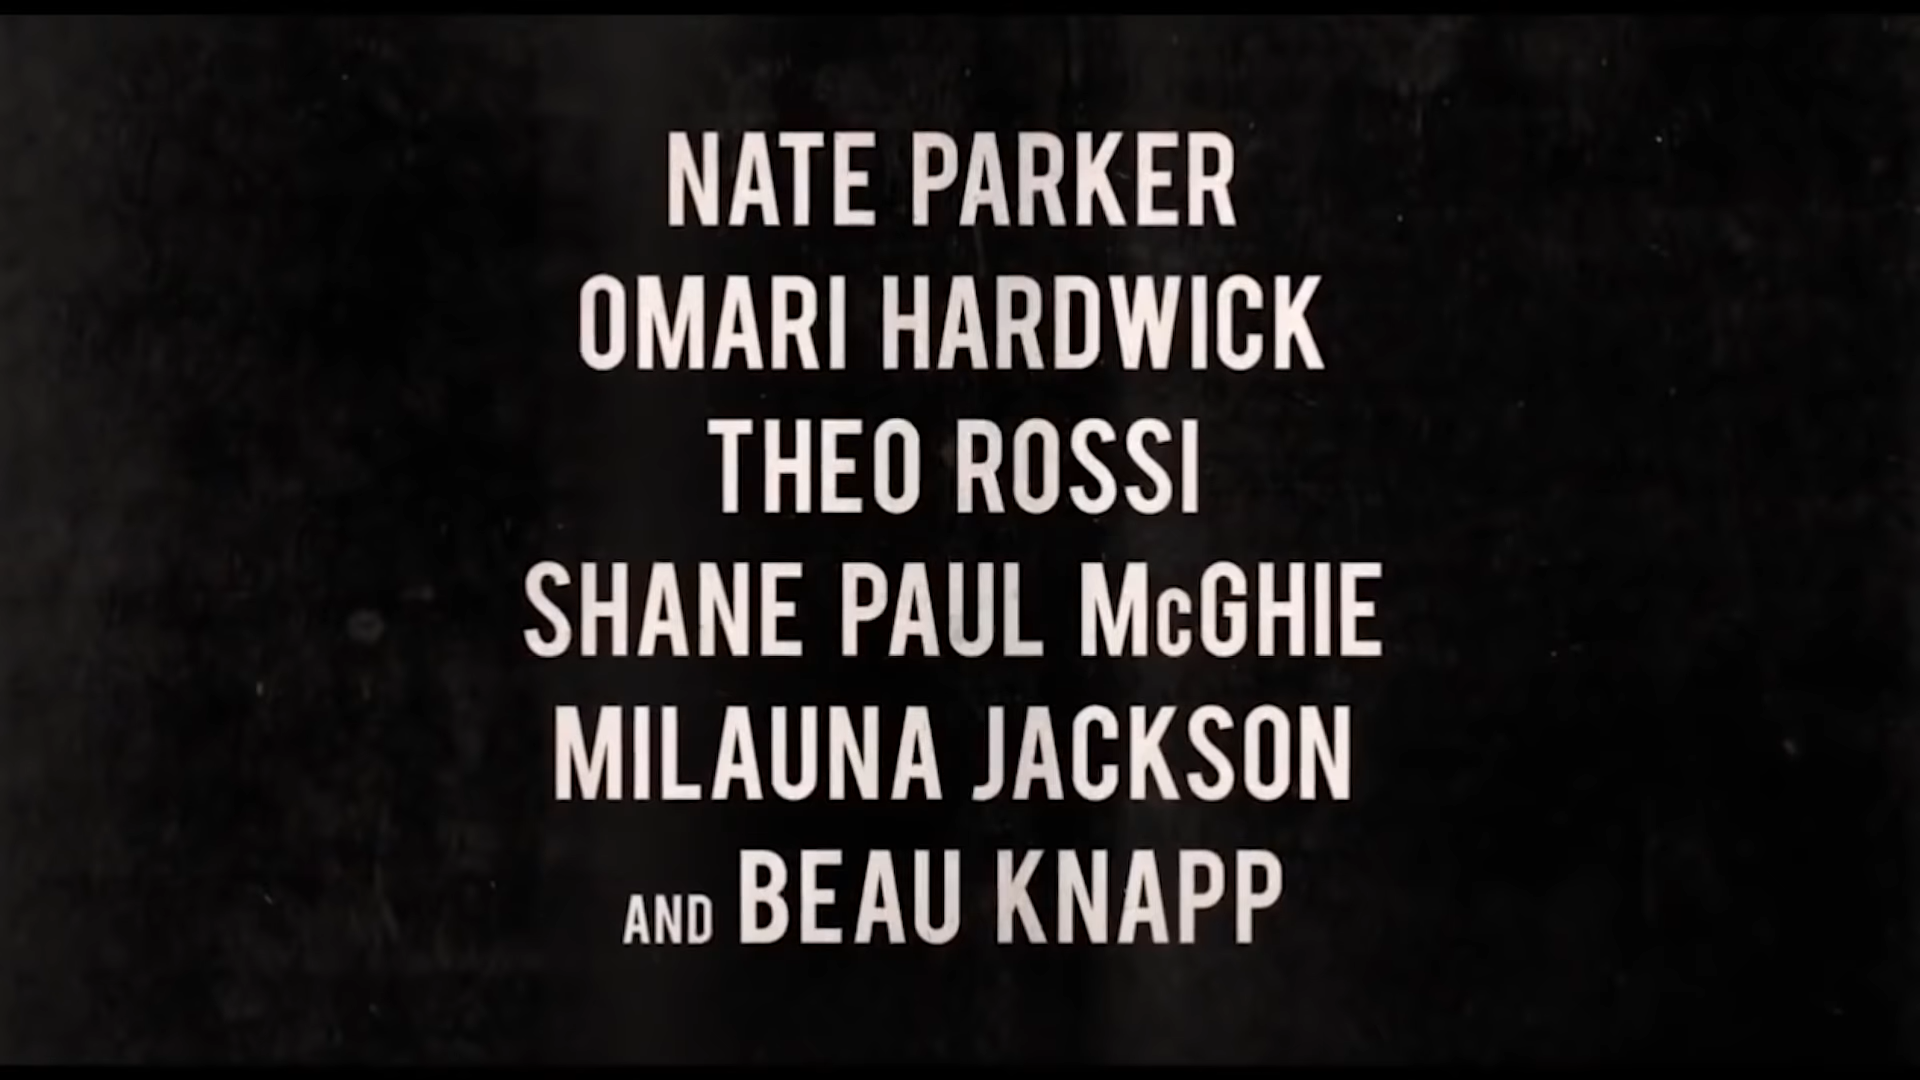 NATE PARKER
OMARI HARDWICK
THEO ROSSI
SHANE PAUL McGHIE
MILAUNA JACKSON
AND BEAU KNAPP